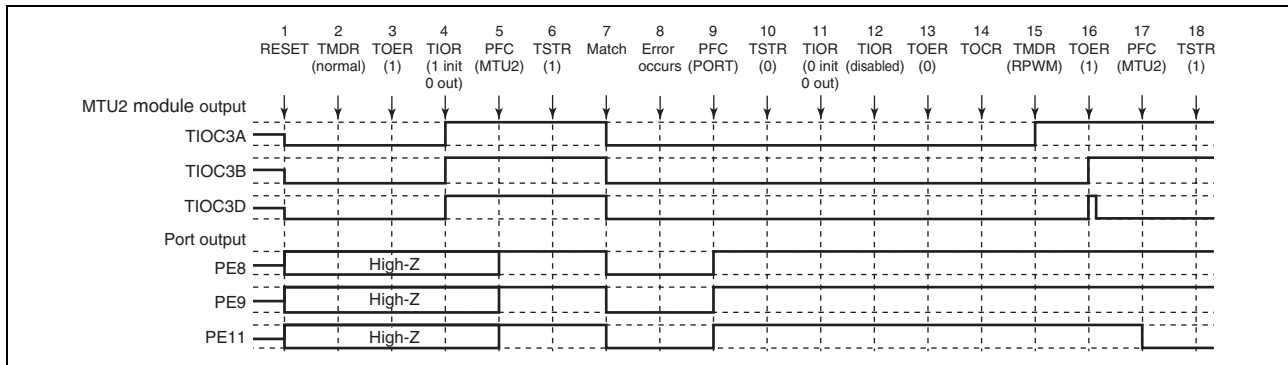 1 2 3 4 5 6 7 8 9 10 11 12 13 14 15 16 17 18
RESET TMDR TOER TIOR PFC TSTR Match Error PFC TSTR TIOR TIOR TOER TOCR TMDR TOER PFC TSTR
(normal) (1) (1 init (MTU2) (1) occurs (PORT) (0) (0 init (disabled) (0) (RPWM) (1) (MTU2) (1)
0 out) 0 out)
MTU2 module output
TIOC3A
TIOC3B
TIOC3D
Port output
PE8 High-Z
PE9 High-Z
PE11 High-Z